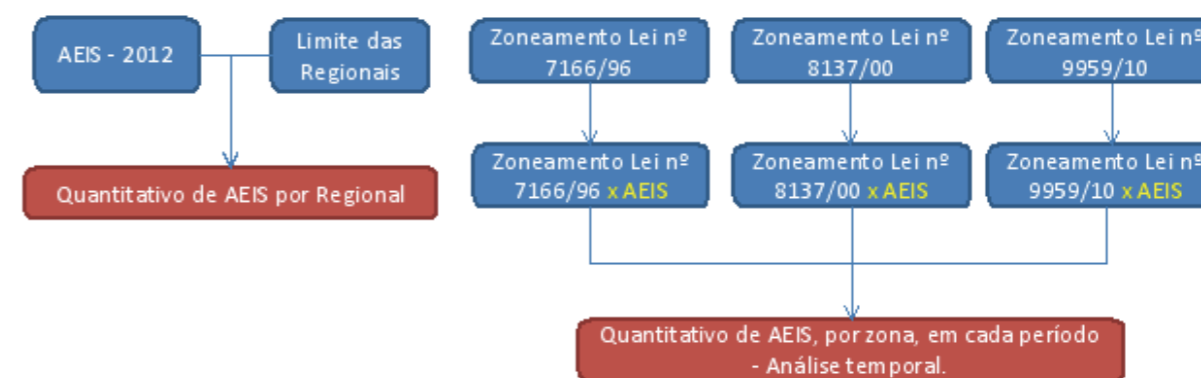 AEIS - 2012
Limite das
Regionais
Quantitativo de AEIS por Regional
Zoneamento Lei nº
7166/96
Zoneamento Lei nº
8137/00
Zoneamento Lei nº
9959/10
Zoneamento Lei nº
7166/96 x AEIS
Zoneamento Lei nº
8137/00 x AEIS
Zoneamento Lei nº
9959/10 x AEIS
Quantitativo de AEIS, por zona, em cada período
- Análise temporal.